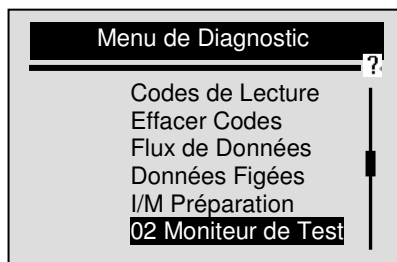 Menu de Diagnostic
?
Codes de Lecture
Effacer Codes
Flux de Données
Données Figées
I/M Préparation
02 Moniteur de Test